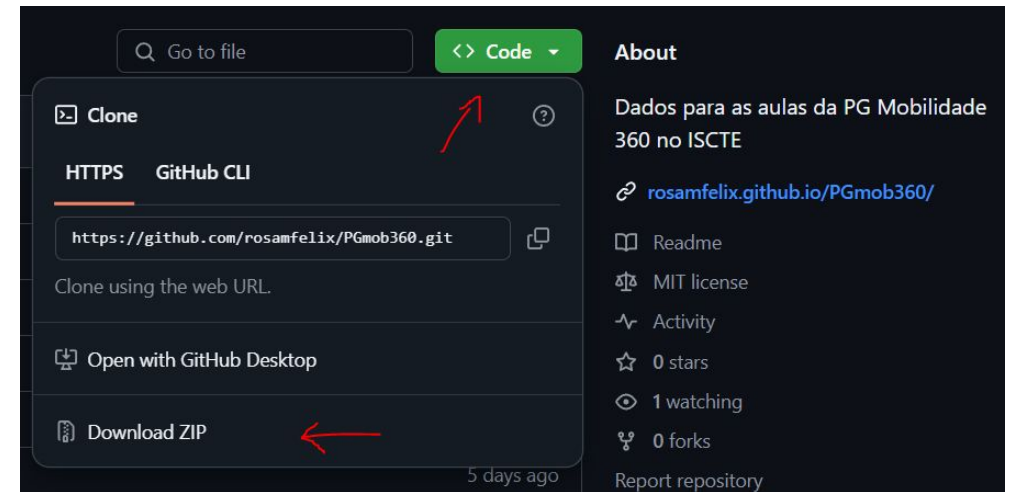 Go to file
<> Code
Clone
HTTPS GitHub CLI
https://github.com/rosamfelix/PGmob360.git
Clone using the web URL.
Open with GitHub Desktop
Download ZIP
5 days ago
About
Dados para as aulas da PG Mobilidade
360 no ISCTE
rosamfelix.github.io/PGmob360/
Readme
MIT license
Activity
0 stars
1 watching
0 forks
Report repository